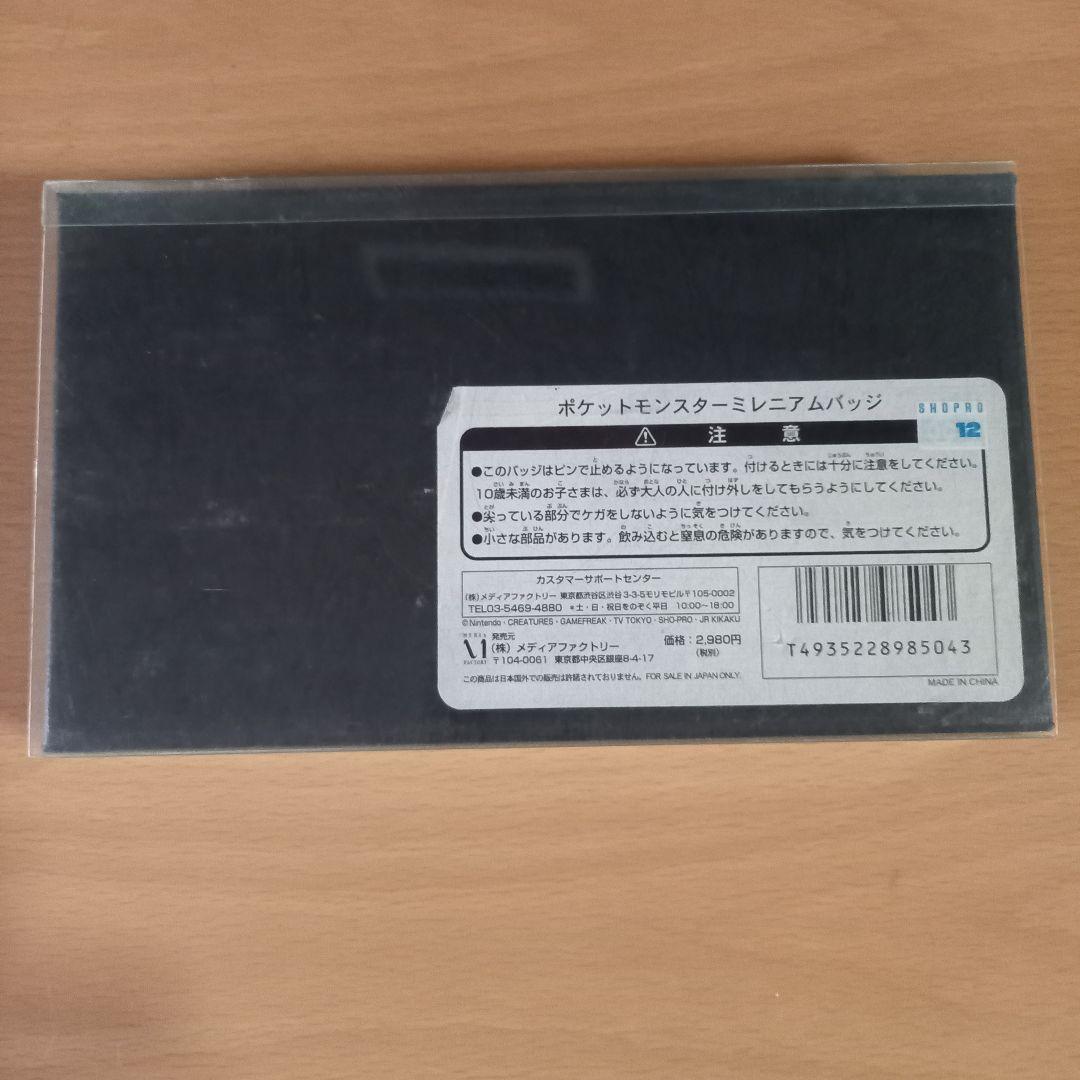 ポケットモンスターミレニアムバッジ
SHOPRO
12
注意
●このバッジはピンで止めるようになっています。付けるときには十分に注意をしてください。
10歳未満のお子さまは、必ず大人の人に付け外しをしてもらうようにしてください。
●尖っている部分でケガをしないように気をつけてください。
●小さな部品があります。飲み込むと窒息の危険がありますので、気をつけてください。
カスタマーサポートセンター
(株)メディアファクトリー 東京都渋谷区渋谷3-3-5モリモビル〒105-0002
TEL03-5469-4880 *土・日・祝日をのぞく平日 10:00~18:00
©Nintendo・CREATURES・GAMEFREAK・TV TOKYO・SHO-PRO・JR KIKAKU
MEDIA FACTORY
発売元
(株)メディアファクトリー
〒104-0061 東京都中央区銀座8-4-17
価格:2,980円
(税別)
この商品は日本国外での販売は許諾されておりません。FOR SALE IN JAPAN ONLY.
T4935228985043
MADE IN CHINA